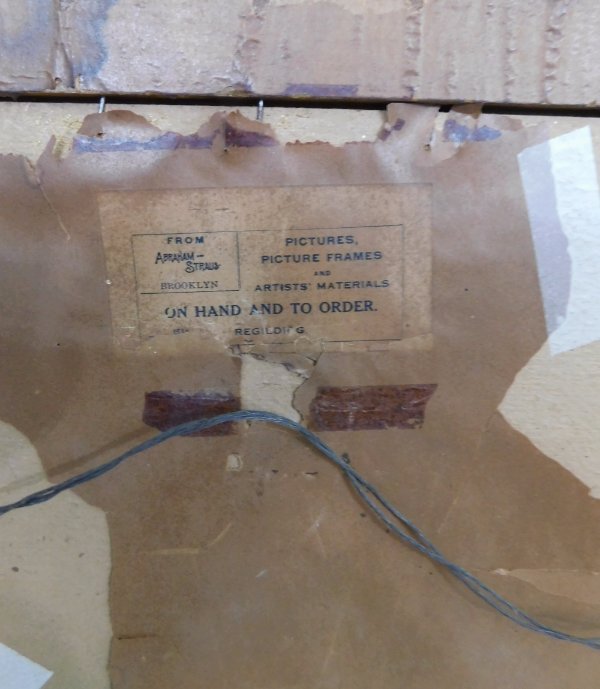 FROM
ABRAHAM-
STRAUS
BROOKLYN
PICTURES,
PICTURE FRAMES
AND
ARTISTS' MATERIALS
ON HAND AND TO ORDER.
REGILDING